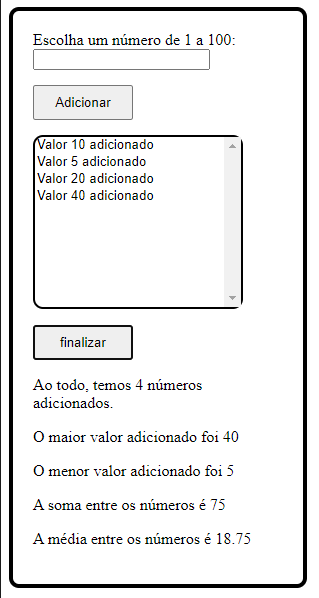 Escolha um número de 1 a 100:
Adicionar
Valor 10 adicionado
Valor 5 adicionado
Valor 20 adicionado
Valor 40 adicionado
finalizar
Ao todo, temos 4 números
adicionados.
O maior valor adicionado foi 40
O menor valor adicionado foi 5
A soma entre os números é 75
A média entre os números é 18.75